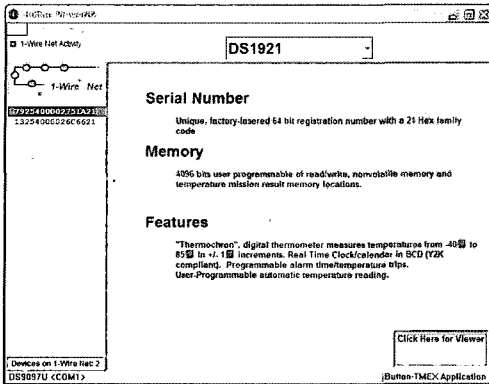 1-Wire Net Activity
DS1921
1-Wire Net
13254000026C6621
Serial Number
Unique, factory-lasered 64 bit registration number with a 21 Hex family
code
Memory
4096 bits user programmable of read/write, nonvolatile memory and
temperature mission result memory locations.
Features
"Thermochron", digital thermometer measures temperatures from -40 to
85 in +/- 1 increments. Real Time Clock/calendar in BCD (Y2K
compliant). Programmable alarm time/temperature trips.
User-Programmable automatic temperature reading.
Click Here for Viewer
Devices on 1-Wire Net: 2
DS9097U <COM1>
iButton-TMEX Application